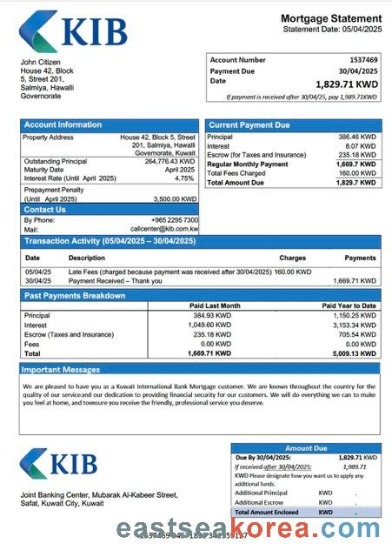 KIB
Mortgage Statement
Statement Date: 05/04/2025
John Citizen
House 42, Block
5, Street 201,
Salmiya, Hawalli
Governorate
Account Number 1537469
Payment Due 30/04/2025
Date 1,829.71 KWD
If payment is received after 30/04/25, pay 1,989.71KWD
Account Information
Property Address House 42, Block 5, Street
201, Salmiya, Hawalli
Governorate, Kuwait
Outstanding Principal 264,776.43 KWD
Maturity Date April 2025
Interest Rate (Until April 2025) 4.75%
Prepayment Penalty
(Until April 2025) 3,500.00 KWD
Contact Us
By Phone: +965 2295 7300
Mail: callcenter@kib.com.kw
Current Payment Due
Principal 386.46 KWD
Interest 8.07 KWD
Escrow (for Taxes and Insurance) 235.18 KWD
Regular Monthly Payment 1,669.7 KWD
Total Fees Charged 160.00 KWD
Total Amount Due 1,829.7 KWD
Transaction Activity (05/04/2025 – 30/04/2025)
Date Description Charges Payments
05/04/25 Late Fees (charged because payment was received after 30/04/2025) 160.00 KWD
30/04/25 Payment Received – Thank you 1,669.71 KWD
Past Payments Breakdown
Paid Last Month Paid Year to Date
Principal 384.93 KWD 1,150.25 KWD
Interest 1,049.60 KWD 3,153.34 KWD
Escrow (Taxes and Insurance) 235.18 KWD 705.54 KWD
Fees 0.00 KWD 0.00 KWD
Total 1,669.71 KWD 5,009.13 KWD
Important Messages
We are pleased to have you as a Kuwait International Bank Mortgage customer. We are known throughout the country for the
quality of our service and our dedication to providing financial security for our customers. We will do everything we can to make
you feel at home, and to ensure you receive the friendly, professional service you deserve.
KIB
Joint Banking Center, Mubarak Al-Kabeer Street,
Safat, Kuwait City, Kuwait
Amount Due
Due By 30/04/2025: 1,829.71 KWD
If received after 30/04/2025: 1,989.71
KWD Please designate how you want us to apply any
additional funds.
Additional Principal KWD .
Additional Escrow KWD .
Total Amount Enclosed KWD .
eastseakorea.com